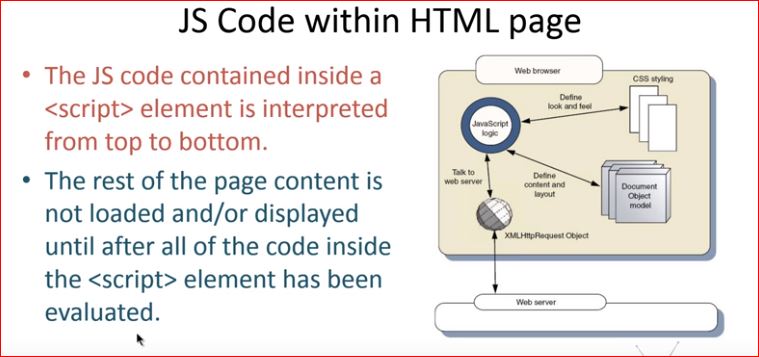 JS Code within HTML page
• The JS code contained inside a
<script> element is interpreted
from top to bottom.
• The rest of the page content is
not loaded and/or displayed
until after all of the code inside
the <script> element has been
evaluated.
Web browser
CSS styling
Define
look and feel
JavaScript
logic
Talk to
web server
Define
content and
layout
Document
Object
model
XMLHttpRequest Object
Web server